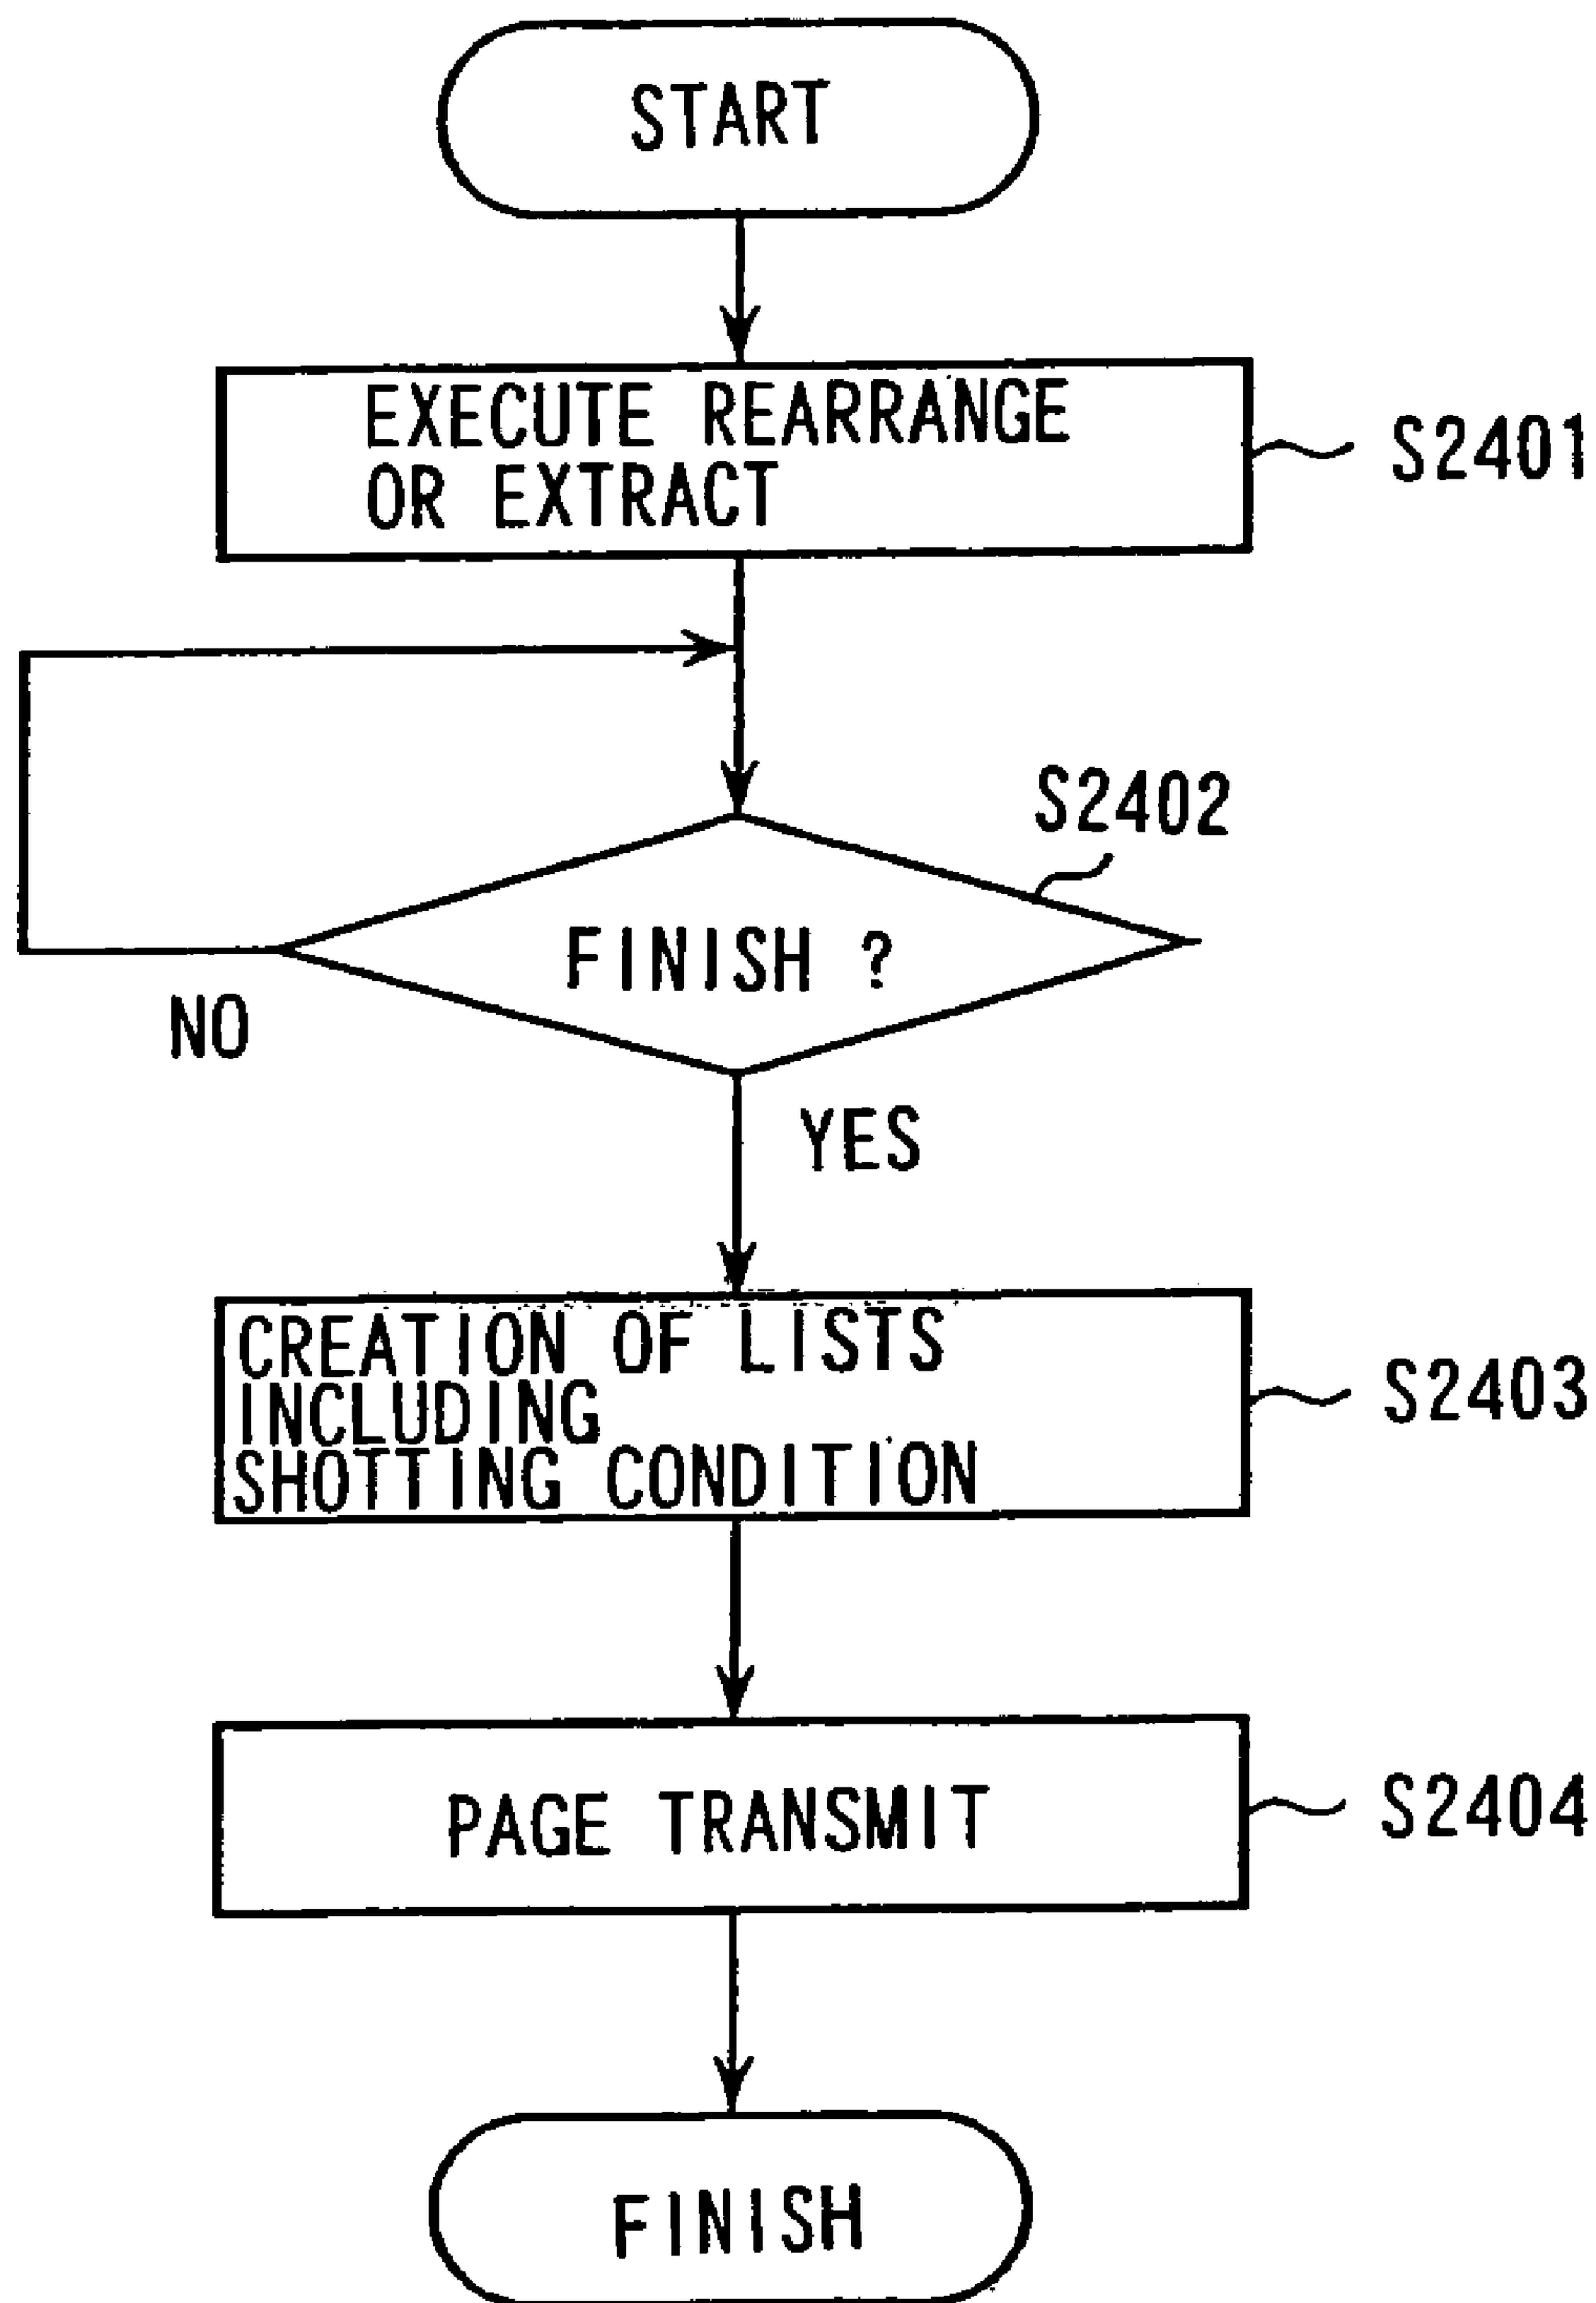 START
EXECUTE REARRANGE
OR EXTRACT
S2401
S2402
FINISH ?
NO
YES
CREATION OF LISTS
INCLUDING
SHOTTING CONDITION
S2403
PAGE TRANSMIT
S2404
FINISH